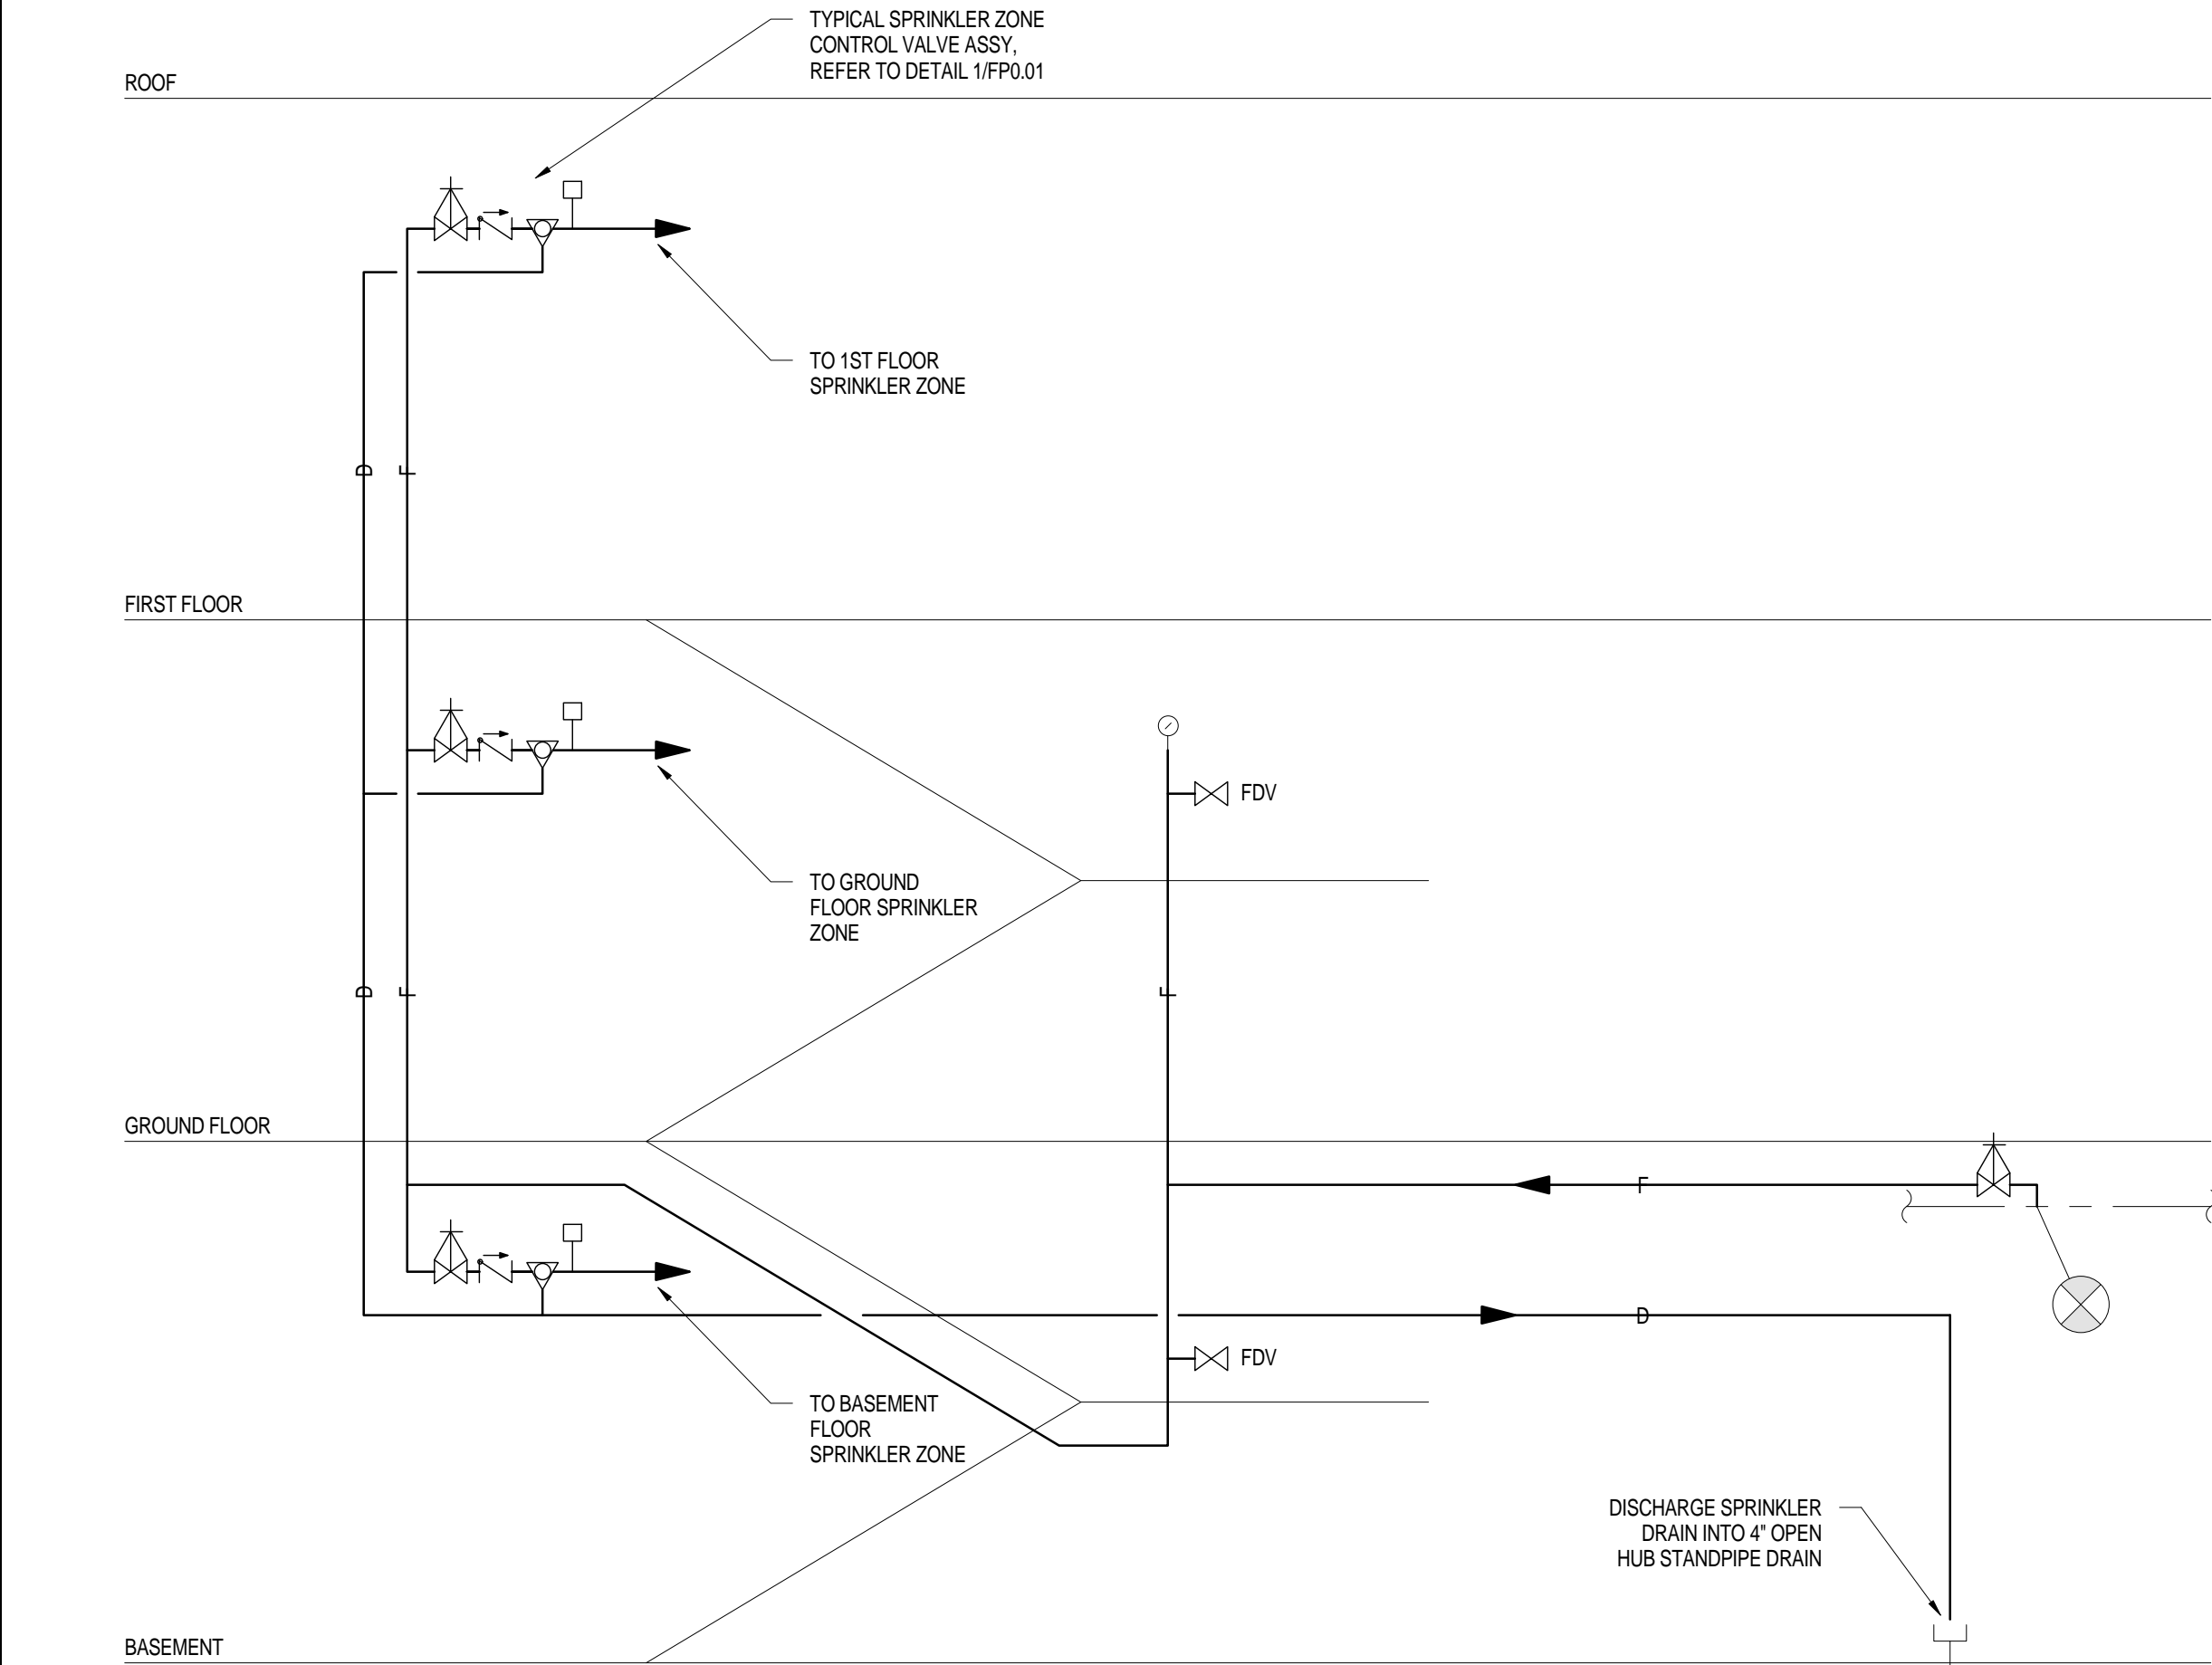 TYPICAL SPRINKLER ZONE
CONTROL VALVE ASSY,
REFER TO DETAIL 1/FP0.01
ROOF
TO 1ST FLOOR
SPRINKLER ZONE
D
F
FIRST FLOOR
FDV
TO GROUND
FLOOR SPRINKLER
ZONE
D
F
F
GROUND FLOOR
F
D
FDV
TO BASEMENT
FLOOR
SPRINKLER ZONE
DISCHARGE SPRINKLER
DRAIN INTO 4" OPEN
HUB STANDPIPE DRAIN
BASEMENT